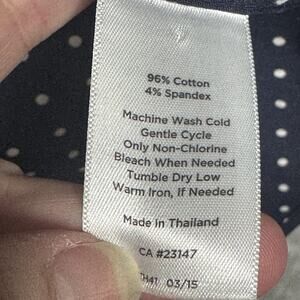 96% Cotton
4% Spandex
Machine Wash Cold
Gentle Cycle
Only Non-Chlorine
Bleach When Needed
Tumble Dry Low
Warm Iron, If Needed
Made in Thailand
CA #23147
03/15